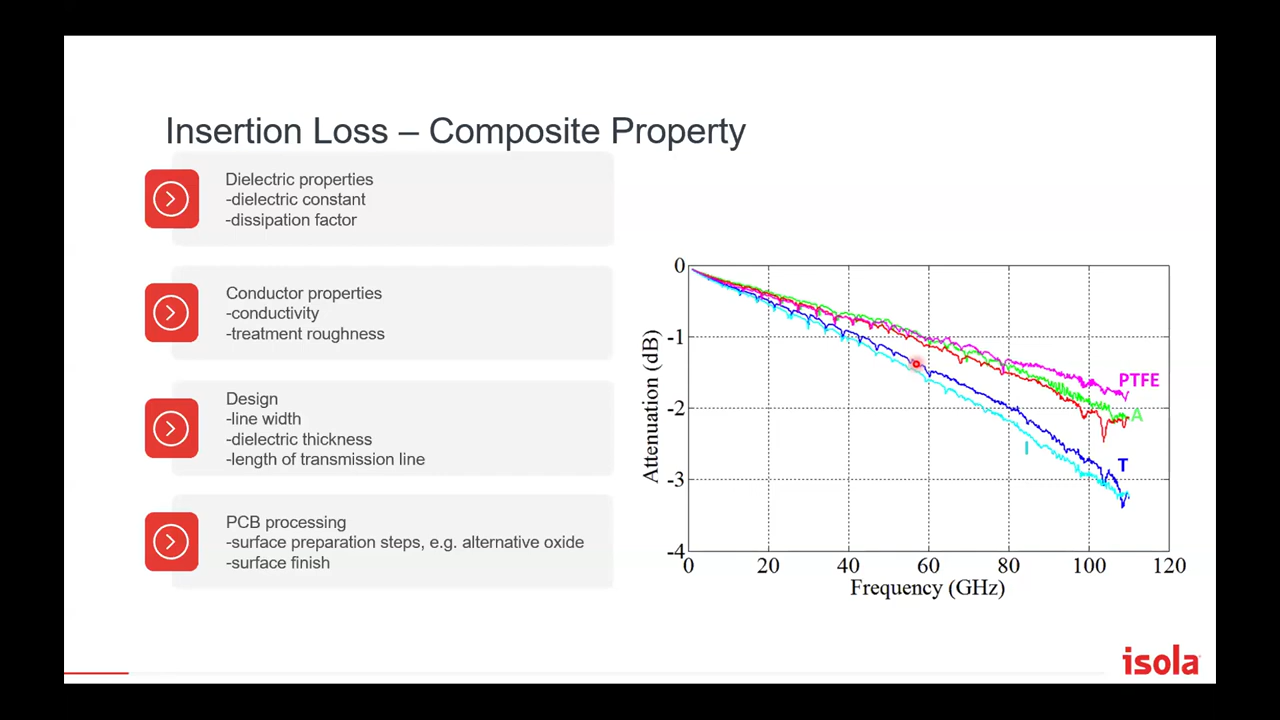 Insertion Loss – Composite Property
Dielectric properties
-dielectric constant
-dissipation factor
Conductor properties
-conductivity
-treatment roughness
Design
-line width
-dielectric thickness
-length of transmission line
PCB processing
-surface preparation steps, e.g. alternative oxide
-surface finish
0
-1
-2
-3
-4
Attenuation (dB)
PTFE
A
T
I
0 20 40 60 80 100 120
Frequency (GHz)
isola